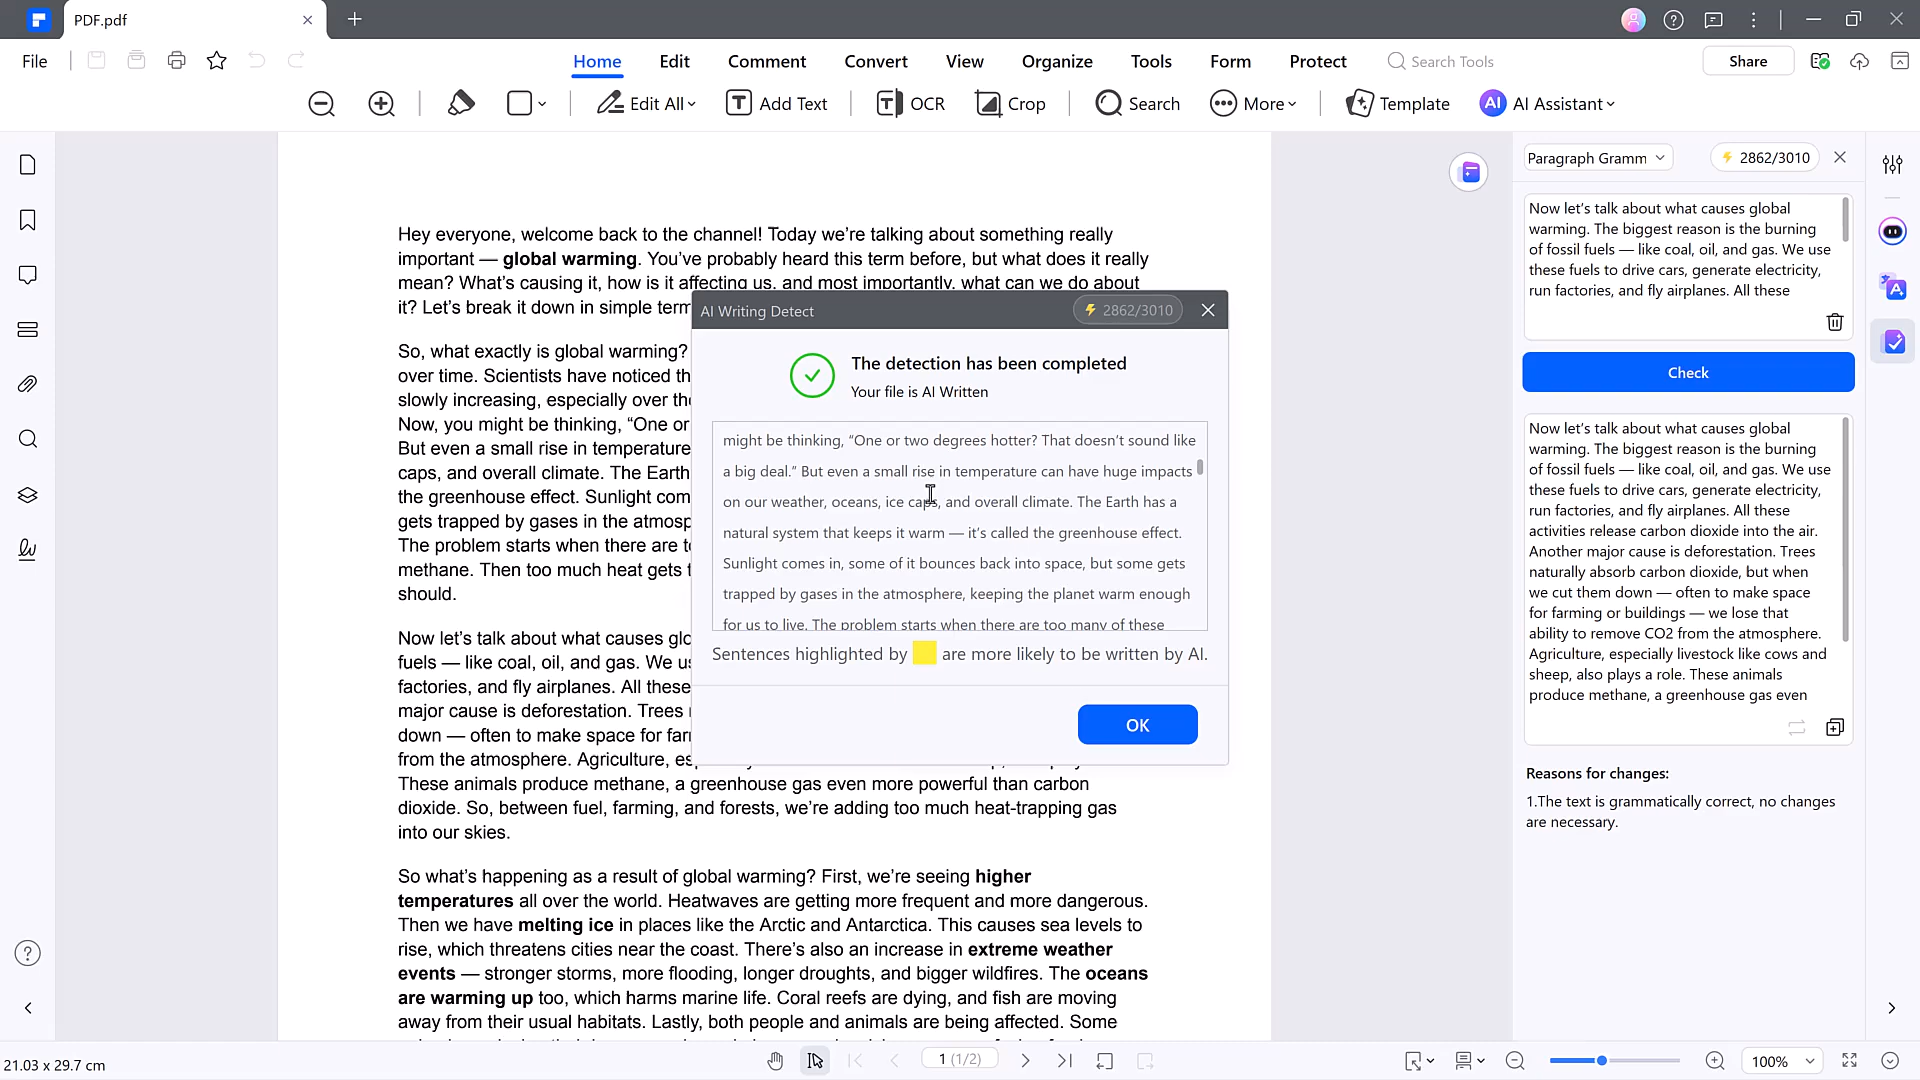 PDF.pdf
File
Home
Edit
Comment
Convert
View
Organize
Tools
Form
Protect
Search Tools
Share
Edit All
Add Text
OCR
Crop
Search
More
Template
AI Assistant
Hey everyone, welcome back to the channel! Today we're talking about something really
important — global warming. You've probably heard this term before, but what does it really
mean? What's causing it, how is it affecting us, and most importantly, what can we do about
it? Let's break it down in simple term
So, what exactly is global warming?
over time. Scientists have noticed th
slowly increasing, especially over the
Now, you might be thinking, “One or
But even a small rise in temperature
caps, and overall climate. The Earth
the greenhouse effect. Sunlight com
gets trapped by gases in the atmosp
The problem starts when there are to
methane. Then too much heat gets t
should.
Now let's talk about what causes glo
fuels — like coal, oil, and gas. We us
factories, and fly airplanes. All these
major cause is deforestation. Trees
down — often to make space for far
from the atmosphere. Agriculture, es
These animals produce methane, a greenhouse gas even more powerful than carbon
dioxide. So, between fuel, farming, and forests, we're adding too much heat-trapping gas
into our skies.
So what's happening as a result of global warming? First, we're seeing higher
temperatures all over the world. Heatwaves are getting more frequent and more dangerous.
Then we have melting ice in places like the Arctic and Antarctica. This causes sea levels to
rise, which threatens cities near the coast. There's also an increase in extreme weather
events — stronger storms, more flooding, longer droughts, and bigger wildfires. The oceans
are warming up too, which harms marine life. Coral reefs are dying, and fish are moving
away from their usual habitats. Lastly, both people and animals are being affected. Some
AI Writing Detect
2862/3010
The detection has been completed
Your file is AI Written
might be thinking, “One or two degrees hotter? That doesn't sound like
a big deal.” But even a small rise in temperature can have huge impacts
on our weather, oceans, ice caps, and overall climate. The Earth has a
natural system that keeps it warm — it's called the greenhouse effect.
Sunlight comes in, some of it bounces back into space, but some gets
trapped by gases in the atmosphere, keeping the planet warm enough
for us to live. The problem starts when there are too many of these
Sentences highlighted by are more likely to be written by AI.
OK
Paragraph Gramm
2862/3010
Now let's talk about what causes global
warming. The biggest reason is the burning
of fossil fuels — like coal, oil, and gas. We use
these fuels to drive cars, generate electricity,
run factories, and fly airplanes. All these
Check
Now let's talk about what causes global
warming. The biggest reason is the burning
of fossil fuels — like coal, oil, and gas. We use
these fuels to drive cars, generate electricity,
run factories, and fly airplanes. All these
activities release carbon dioxide into the air.
Another major cause is deforestation. Trees
naturally absorb carbon dioxide, but when
we cut them down — often to make space
for farming or buildings — we lose that
ability to remove CO2 from the atmosphere.
Agriculture, especially livestock like cows and
sheep, also plays a role. These animals
produce methane, a greenhouse gas even
Reasons for changes:
1.The text is grammatically correct, no changes
are necessary.
21.03 x 29.7 cm
1 (1/2)
100%